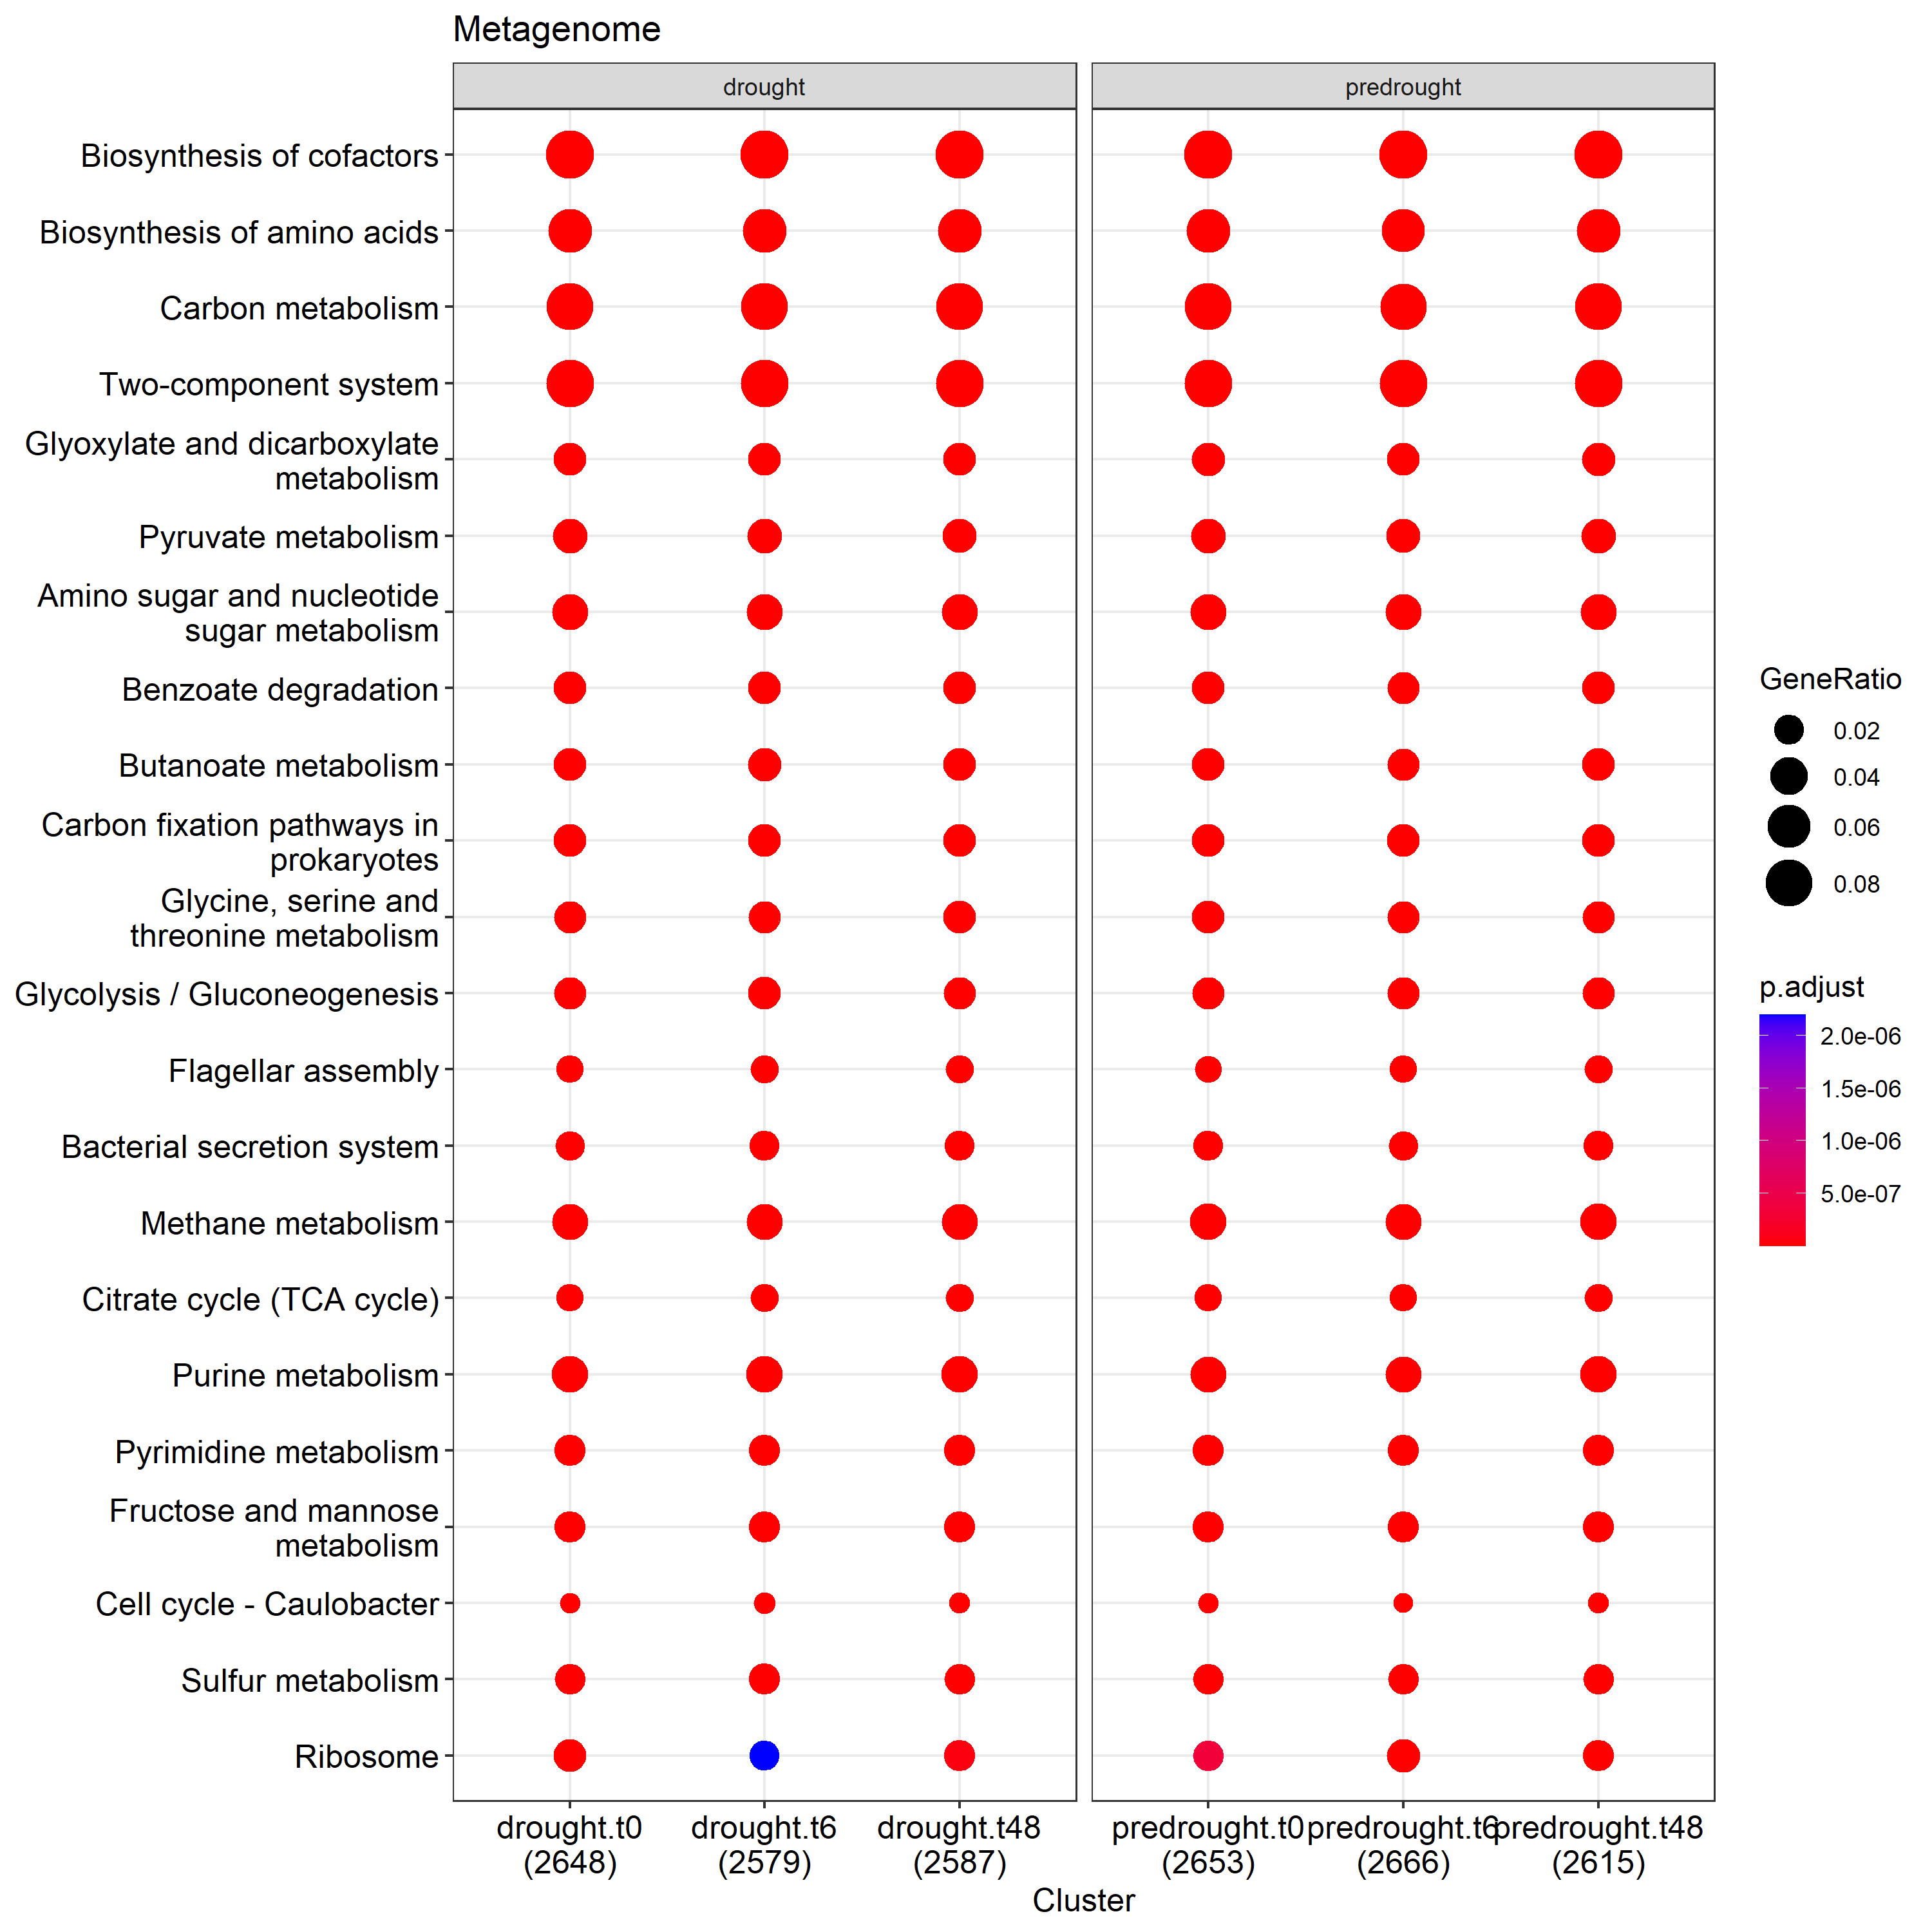 Metagenome
drought
predrought
Biosynthesis of cofactors
Biosynthesis of amino acids
Carbon metabolism
Two-component system
Glyoxylate and dicarboxylate
metabolism
Pyruvate metabolism
Amino sugar and nucleotide
sugar metabolism
Benzoate degradation
Butanoate metabolism
Carbon fixation pathways in
prokaryotes
Glycine, serine and
threonine metabolism
Glycolysis / Gluconeogenesis
Flagellar assembly
Bacterial secretion system
Methane metabolism
Citrate cycle (TCA cycle)
Purine metabolism
Pyrimidine metabolism
Fructose and mannose
metabolism
Cell cycle - Caulobacter
Sulfur metabolism
Ribosome
drought.t0
(2648)
drought.t6
(2579)
drought.t48
(2587)
predrought.t0
(2653)
predrought.t6
(2666)
predrought.t48
(2615)
Cluster
GeneRatio
0.02
0.04
0.06
0.08
p.adjust
2.0e-06
1.5e-06
1.0e-06
5.0e-07